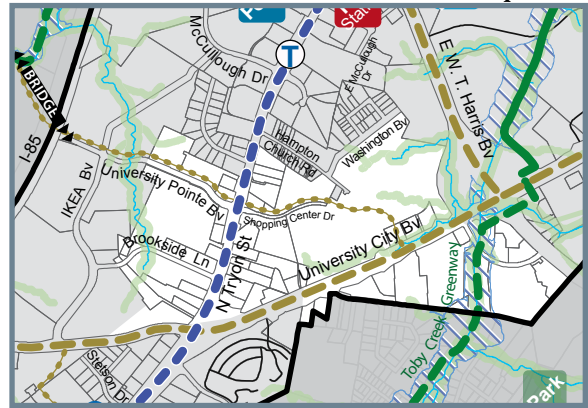 McCullough Dr
T
E McCullough
Dr
E W. T. Harris Bv
BRIDGE
I-85
Hampton
Church Rd
Washington Bv
IKEA Bv
University Pointe Bv
Shopping Center Dr
Brookside Ln
N Tryon St
University City Bv
Toby Creek Greenway
Stetson Dr
Park